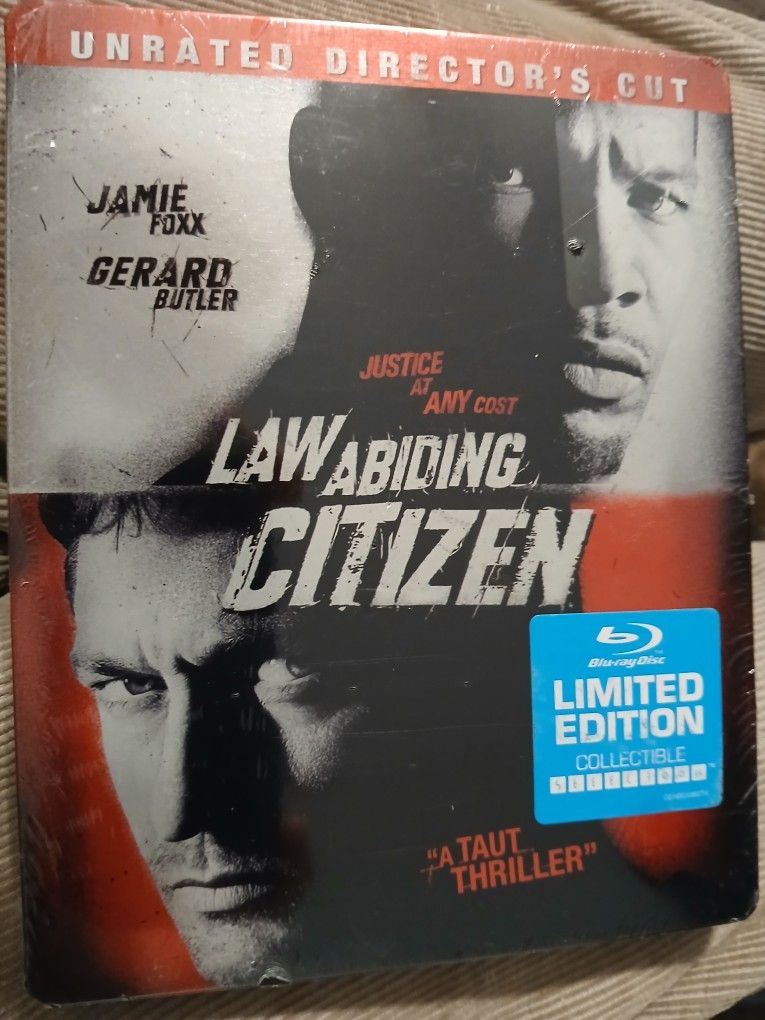 UNRATED DIRECTOR'S CUT
JAMIE
FOXX
GERARD
BUTLER
JUSTICE
AT
ANY COST
LAW ABIDING
CITIZEN
Blu-ray Disc
LIMITED
EDITION
COLLECTIBLE
STEELBOOK™
"A TAUT
THRILLER"